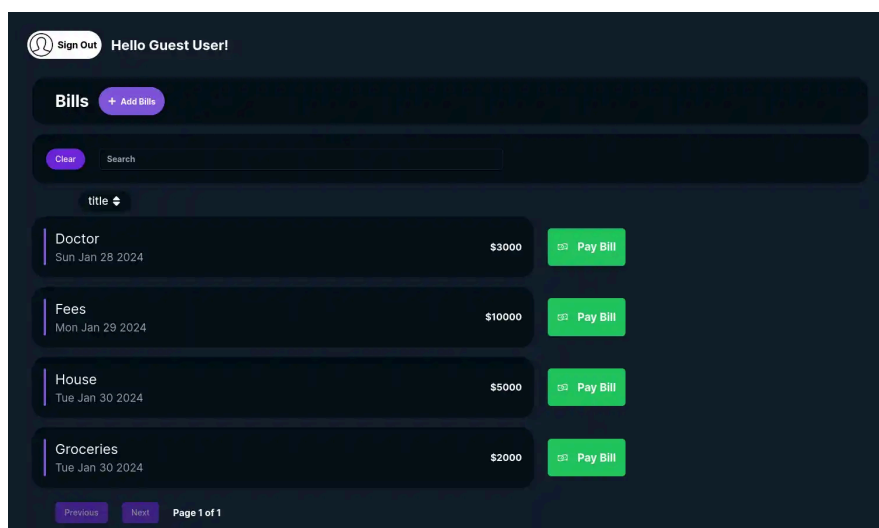 Sign Out Hello Guest User!
Bills + Add Bills
Clear Search
title
Doctor
Sun Jan 28 2024
$3000 Pay Bill
Fees
Mon Jan 29 2024
$10000 Pay Bill
House
Tue Jan 30 2024
$5000 Pay Bill
Groceries
Tue Jan 30 2024
$2000 Pay Bill
Previous Next Page 1 of 1